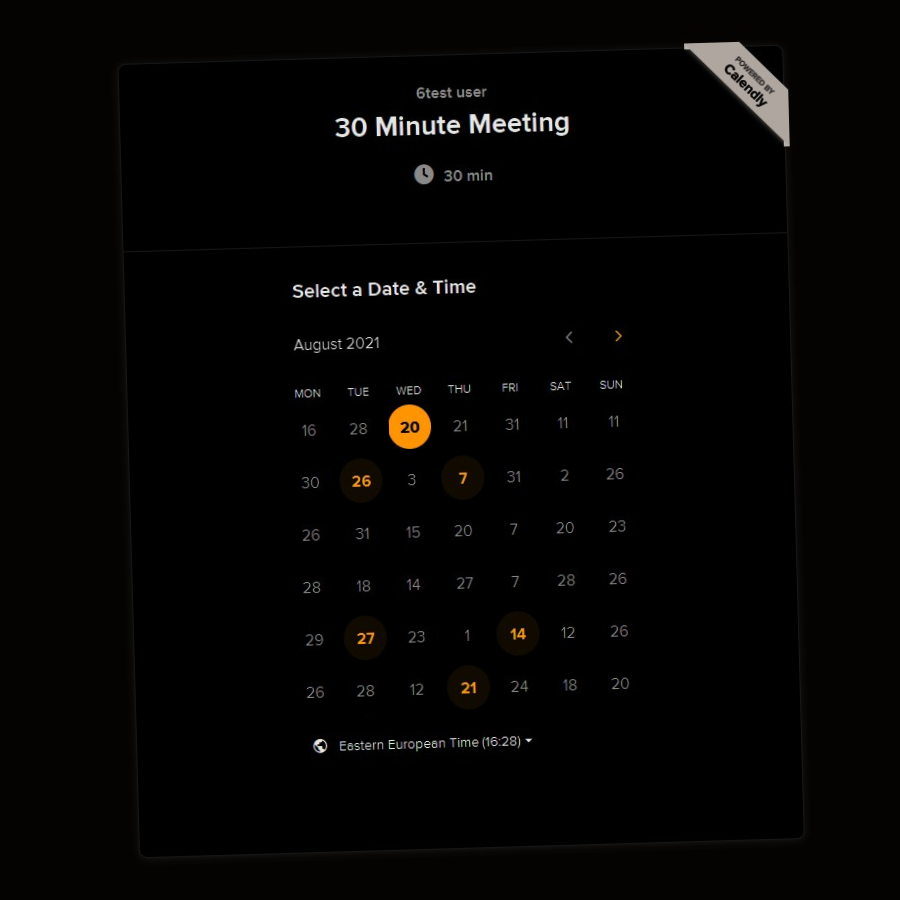 POWERED BY
Calendly
6test user
30 Minute Meeting
30 min
Select a Date & Time
August 2021
MON TUE WED THU FRI SAT SUN
16 28 20 21 31 11 11
30 26 3 7 31 2 26
26 31 15 20 7 20 23
28 18 14 27 7 28 26
29 27 23 1 14 12 26
26 28 12 21 24 18 20
Eastern European Time (16:28)